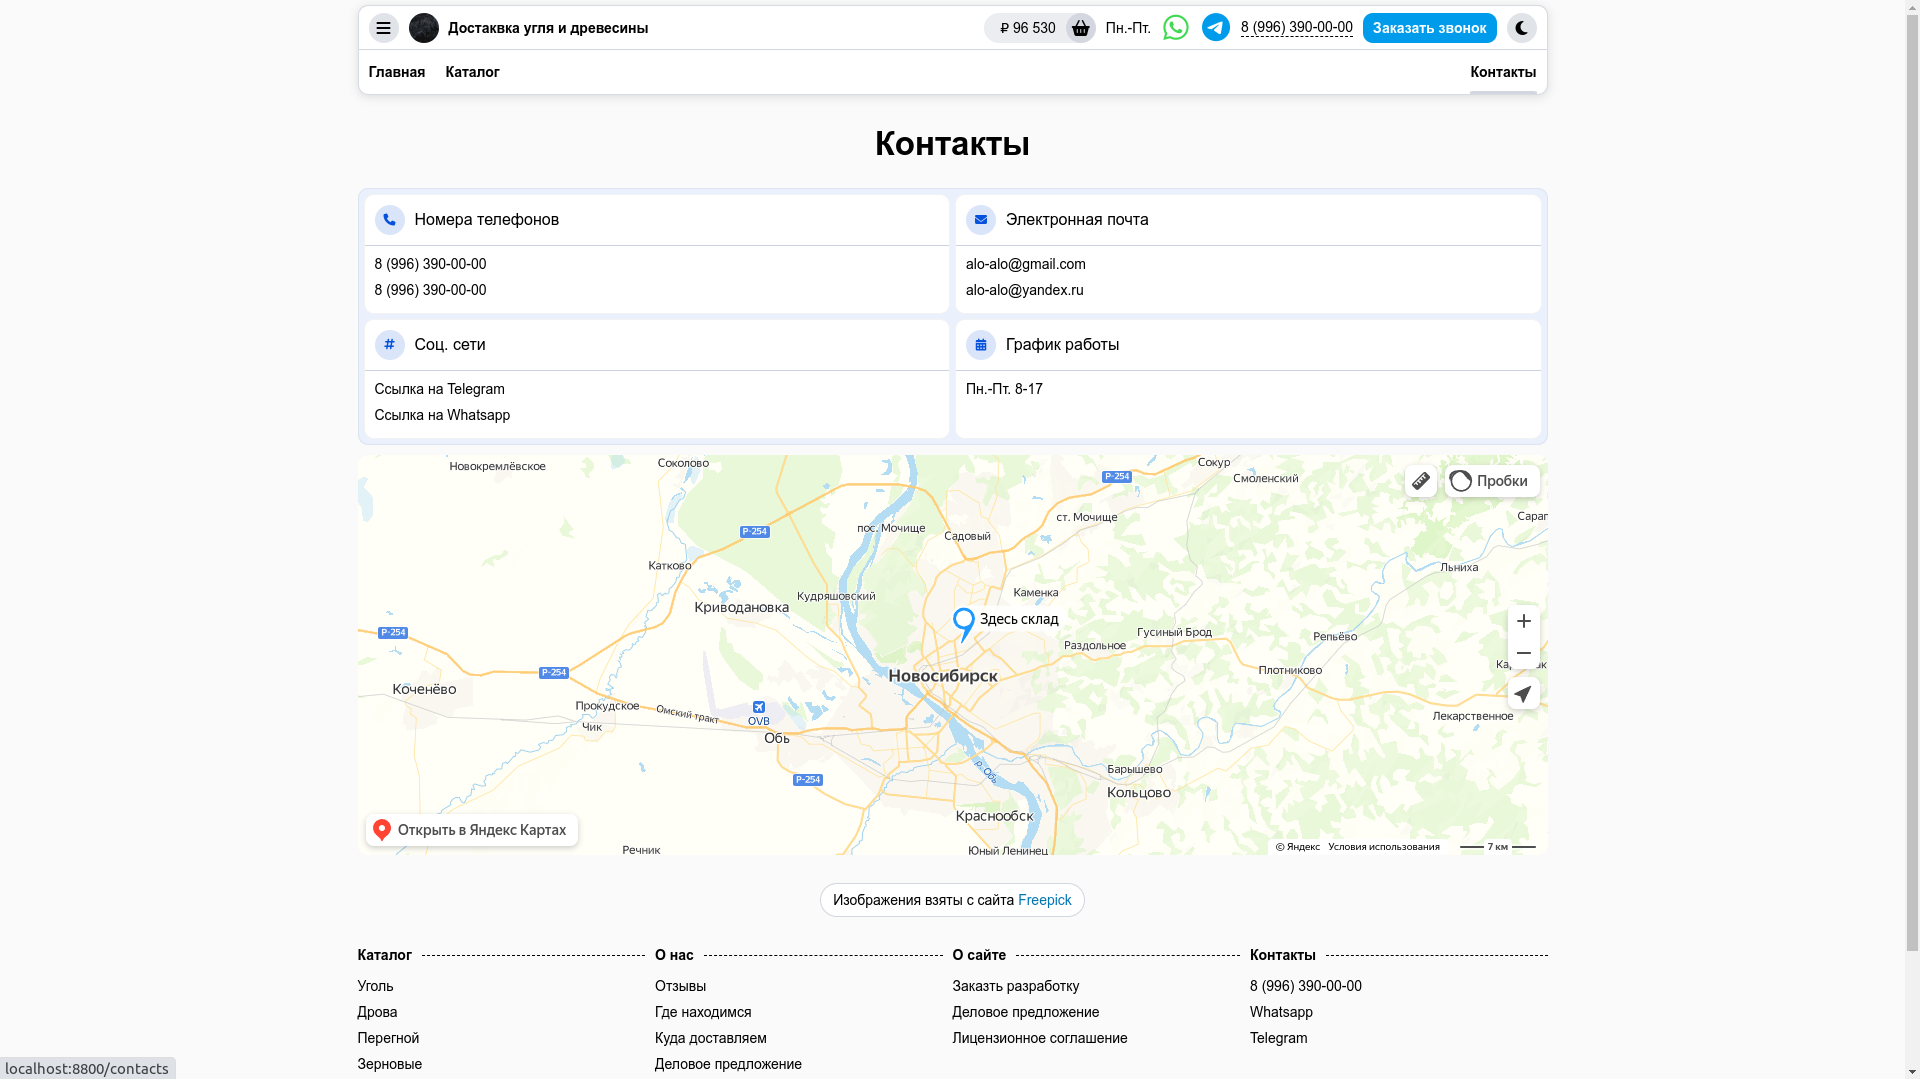 Достаквка угля и древесины
₽ 96 530
Пн.-Пт.
8 (996) 390-00-00
Заказать звонок
Главная
Каталог
Контакты
Контакты
Номера телефонов
8 (996) 390-00-00
8 (996) 390-00-00
Электронная почта
alo-alo@gmail.com
alo-alo@yandex.ru
Соц. сети
Ссылка на Telegram
Ссылка на Whatsapp
График работы
Пн.-Пт. 8-17
Новокремлёвское
Соколово
Р-254
Сокур
Смоленский
Пробки
Р-254
пос. Мочище
Садовый
ст. Мочище
Сарап
Катково
Льниха
Криводановка
Кудряшовский
Каменка
Здесь склад
Р-254
Гусиный Брод
Репьёво
Раздольное
Р-254
Новосибирск
Плотниково
Коченёво
Прокудское
Омский тракт
OVB
Лекарственное
Чик
Обь
р. Обь
Барышево
Р-254
Кольцово
Краснообск
Открыть в Яндекс Картах
Речник
Юный Ленинец
© Яндекс Условия использования
7 км
Изображения взяты с сайта Freepick
Каталог
Уголь
Дрова
Перегной
Зерновые
О нас
Отзывы
Где находимся
Куда доставляем
Деловое предложение
О сайте
Заказть разработку
Деловое предложение
Лицензионное соглашение
Контакты
8 (996) 390-00-00
Whatsapp
Telegram
localhost:8800/contacts